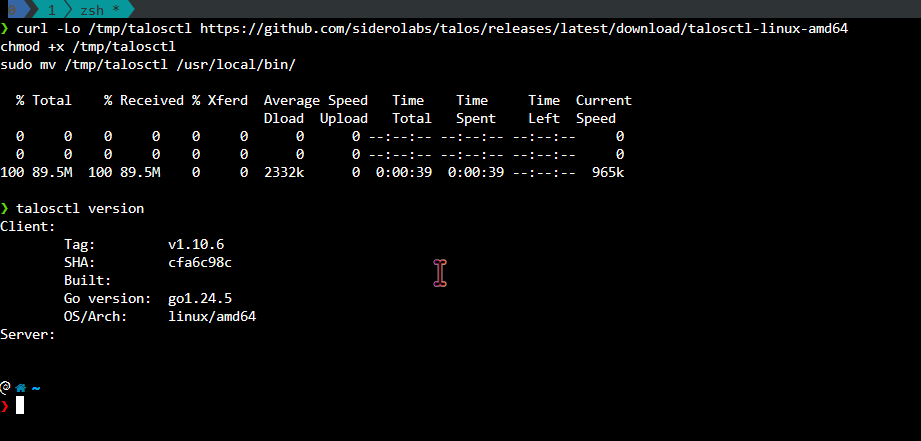 0 1 zsh *
❯ curl -Lo /tmp/talosctl https://github.com/siderolabs/talos/releases/latest/download/talosctl-linux-amd64
chmod +x /tmp/talosctl
sudo mv /tmp/talosctl /usr/local/bin/
% Total % Received % Xferd Average Speed Time Time Time Current
Dload Upload Total Spent Left Speed
0 0 0 0 0 0 0 0 --:--:-- --:--:-- --:--:-- 0
0 0 0 0 0 0 0 0 --:--:-- --:--:-- --:--:-- 0
100 89.5M 100 89.5M 0 0 2332k 0 0:00:39 0:00:39 --:--:-- 965k
❯ talosctl version
Client:
Tag: v1.10.6
SHA: cfa6c98c
Built:
Go version: go1.24.5
OS/Arch: linux/amd64
Server:
~
❯